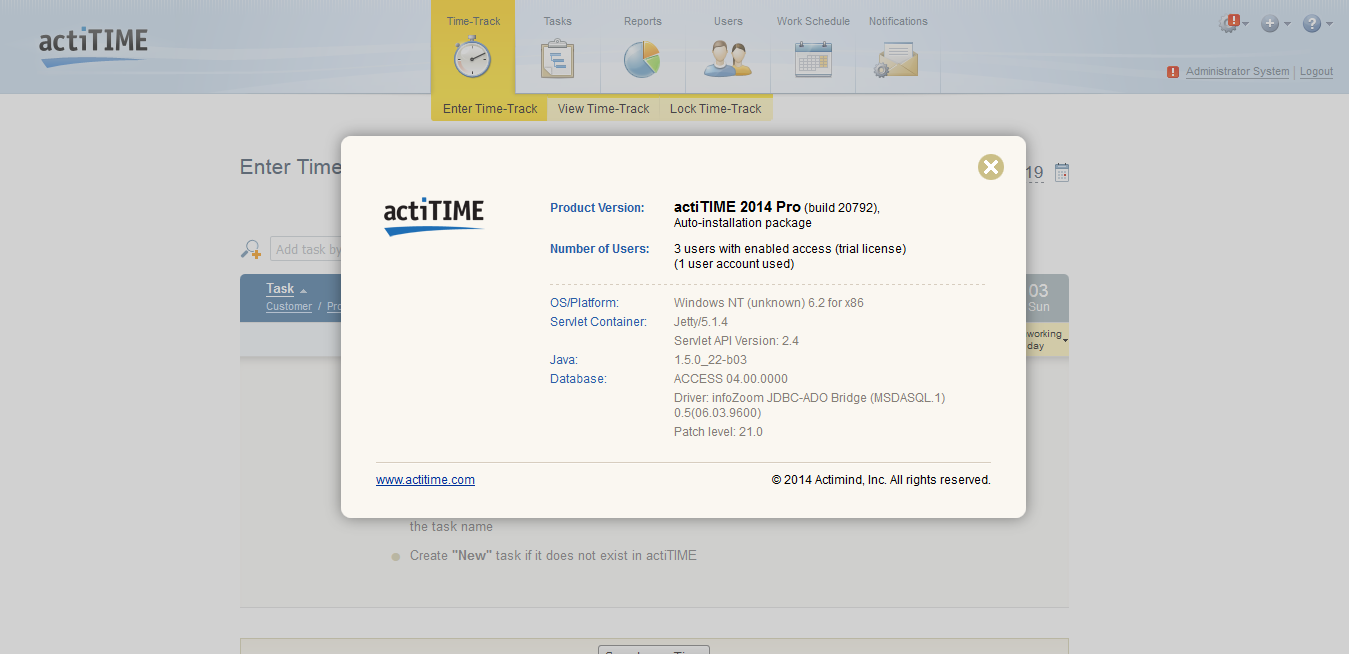 Time-Track
Tasks
Reports
Users
Work Schedule
Notifications
actiTIME
Administrator System | Logout
Enter Time-Track
View Time-Track
Lock Time-Track
Enter Time
19
Add task by
Task
Customer / Pro
03
Sun
working
day
actiTIME
Product Version: actiTIME 2014 Pro (build 20792),
Auto-installation package
Number of Users: 3 users with enabled access (trial license)
(1 user account used)
OS/Platform: Windows NT (unknown) 6.2 for x86
Servlet Container: Jetty/5.1.4
Servlet API Version: 2.4
Java: 1.5.0_22-b03
Database: ACCESS 04.00.0000
Driver: infoZoom JDBC-ADO Bridge (MSDASQL.1)
0.5(06.03.9600)
Patch level: 21.0
www.actitime.com
© 2014 Actimind, Inc. All rights reserved.
the task name
Create "New" task if it does not exist in actiTIME